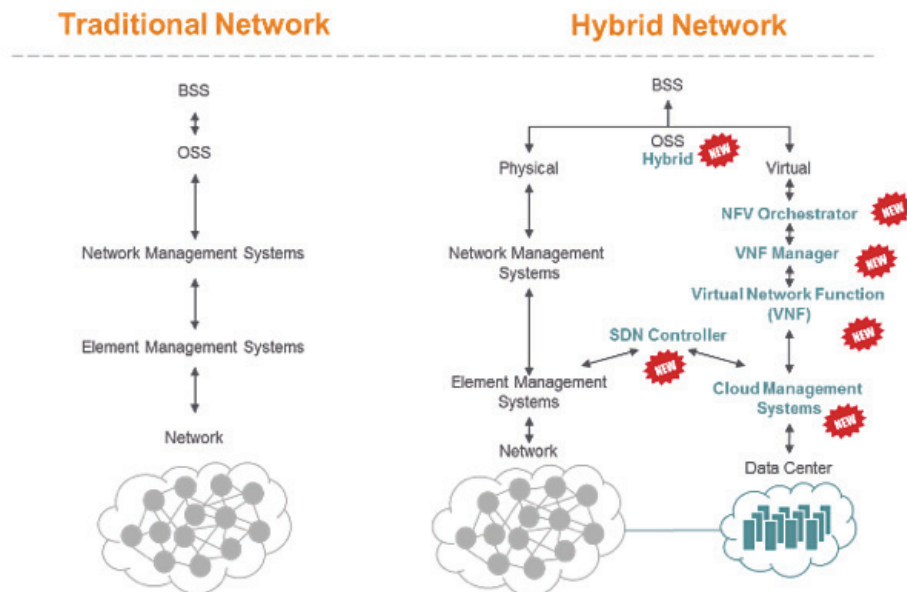 Traditional Network
Hybrid Network
BSS
OSS
Network Management Systems
Element Management Systems
Network
BSS
OSS
Hybrid
NEW
Physical
Virtual
NFV Orchestrator
NEW
VNF Manager
NEW
Network Management
Systems
Virtual Network Function
(VNF)
NEW
SDN Controller
NEW
Element Management
Systems
Cloud Management
Systems
NEW
Network
Data Center